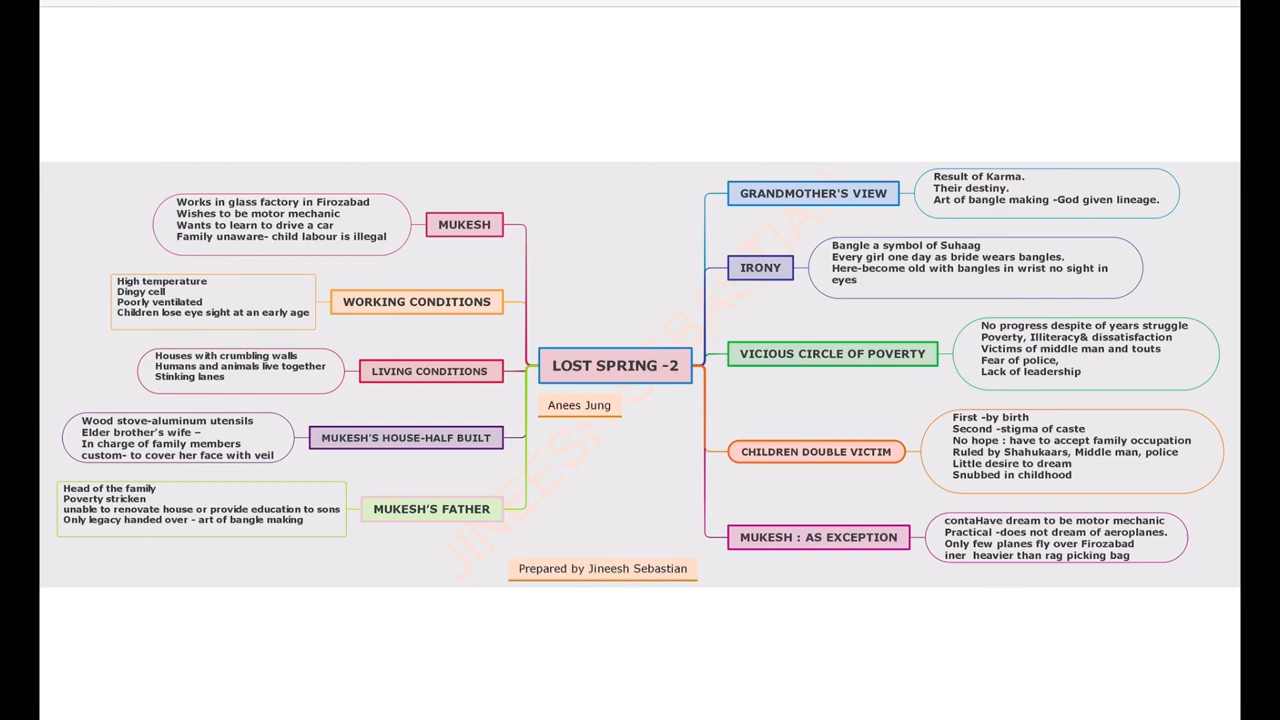 LOST SPRING -2
Anees Jung
MUKESH
Works in glass factory in Firozabad
Wishes to be motor mechanic
Wants to learn to drive a car
Family unaware- child labour is illegal
WORKING CONDITIONS
High temperature
Dingy cell
Poorly ventilated
Children lose eye sight at an early age
LIVING CONDITIONS
Houses with crumbling walls
Humans and animals live together
Stinking lanes
MUKESH’S HOUSE-HALF BUILT
Wood stove-aluminum utensils
Elder brother’s wife –
In charge of family members
custom- to cover her face with veil
MUKESH’S FATHER
Head of the family
Poverty stricken
unable to renovate house or provide education to sons
Only legacy handed over - art of bangle making
GRANDMOTHER'S VIEW
Result of Karma.
Their destiny.
Art of bangle making -God given lineage.
IRONY
Bangle a symbol of Suhaag
Every girl one day as bride wears bangles.
Here-become old with bangles in wrist no sight in
eyes
VICIOUS CIRCLE OF POVERTY
No progress despite of years struggle
Poverty, Illiteracy& dissatisfaction
Victims of middle man and touts
Fear of police,
Lack of leadership
CHILDREN DOUBLE VICTIM
First -by birth
Second -stigma of caste
No hope : have to accept family occupation
Ruled by Shahukaars, Middle man, police
Little desire to dream
Snubbed in childhood
MUKESH : AS EXCEPTION
contaHave dream to be motor mechanic
Practical -does not dream of aeroplanes.
Only few planes fly over Firozabad
iner heavier than rag picking bag
Prepared by Jineesh Sebastian
JINEESH SEBASTIAN